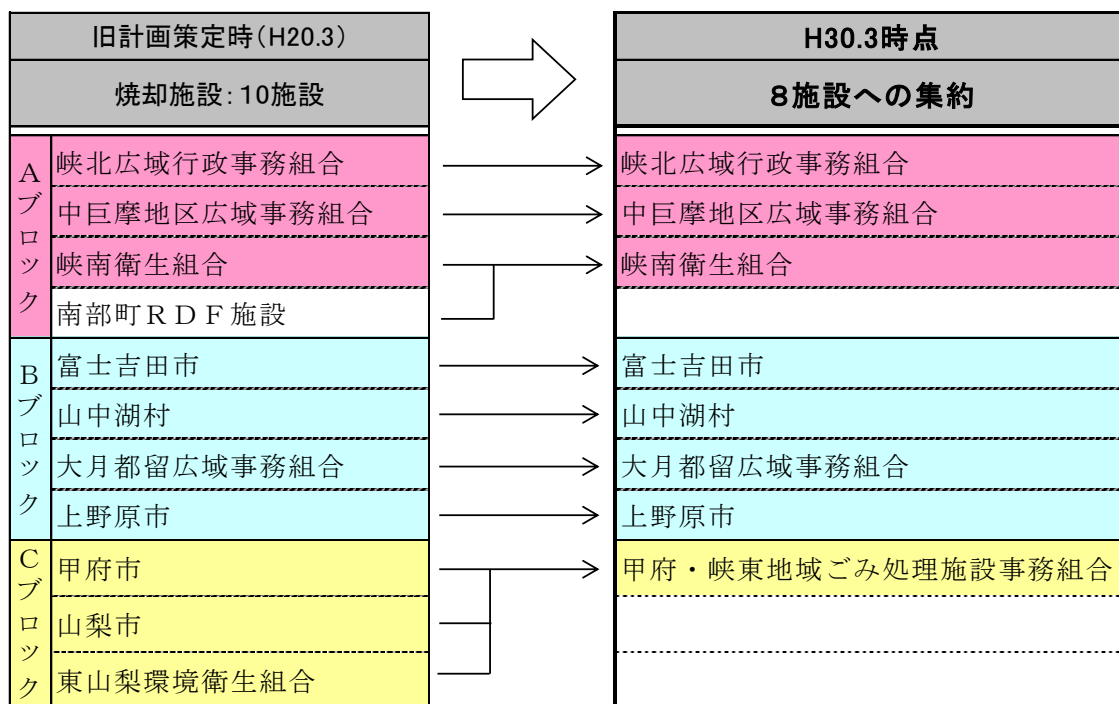 旧計画策定時(H20.3)
H30.3時点
焼却施設:10施設
8施設への集約
Aブロック
峡北広域行政事務組合
峡北広域行政事務組合
中巨摩地区広域事務組合
中巨摩地区広域事務組合
峡南衛生組合
峡南衛生組合
南部町RDF施設
Bブロック
富士吉田市
富士吉田市
山中湖村
山中湖村
大月都留広域事務組合
大月都留広域事務組合
上野原市
上野原市
Cブロック
甲府市
甲府・峡東地域ごみ処理施設事務組合
山梨市
東山梨環境衛生組合